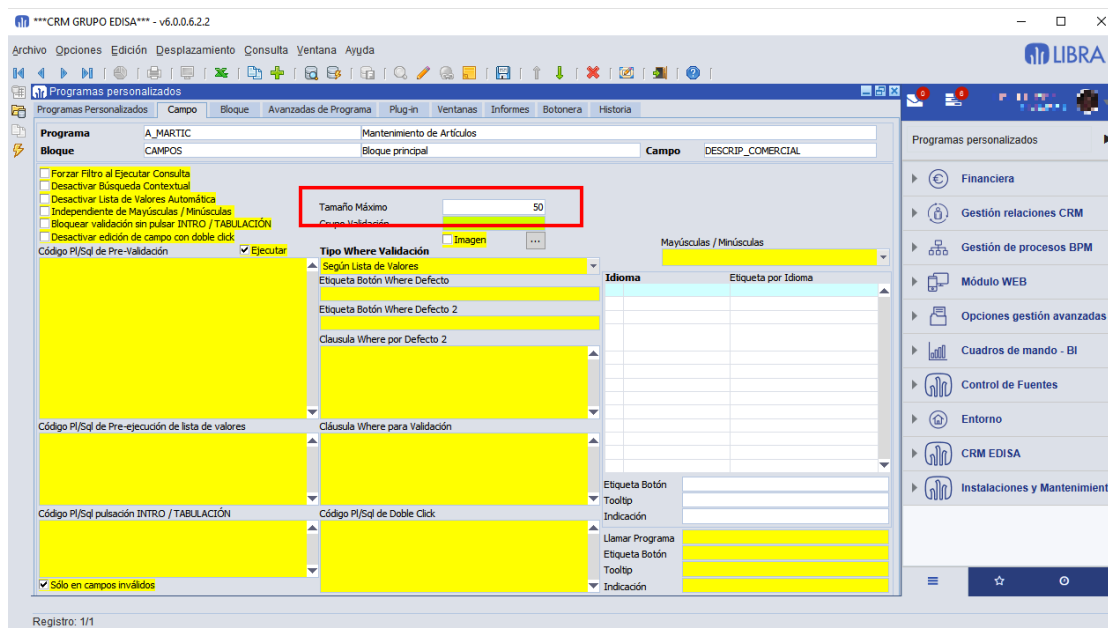 ***CRM GRUPO EDISA*** - v6.0.0.6.2.2
Archivo Opciones Edición Desplazamiento Consulta Ventana Ayuda
LIBRA
Programas personalizados
0
6
Programas Personalizados Campo Bloque Avanzadas de Programa Plug-in Ventanas Informes Botonera Historia
Programa A_MARTIC Mantenimiento de Artículos
Bloque CAMPOS Bloque principal Campo DESCRIP_COMERCIAL
Forzar Filtro al Ejecutar Consulta
Desactivar Búsqueda Contextual
Desactivar Lista de Valores Automática
Independiente de Mayúsculas / Minúsculas
Bloquear validación sin pulsar INTRO / TABULACIÓN
Desactivar edición de campo con doble click
Tamaño Máximo 50
Grupo Validación
Imagen ...
Mayúsculas / Minúsculas
Código Pl/Sql de Pre-Validación Ejecutar
Tipo Where Validación
Según Lista de Valores
Etiqueta Botón Where Defecto
Etiqueta Botón Where Defecto 2
Clausula Where por Defecto 2
Idioma Etiqueta por Idioma
Código Pl/Sql de Pre-ejecución de lista de valores
Cláusula Where para Validación
Código Pl/Sql pulsación INTRO / TABULACIÓN
Código Pl/Sql de Doble Click
Etiqueta Botón
Tooltip
Indicación
Llamar Programa
Etiqueta Botón
Tooltip
Indicación
Sólo en campos inválidos
Programas personalizados
Financiera
Gestión relaciones CRM
Gestión de procesos BPM
Módulo WEB
Opciones gestión avanzadas
Cuadros de mando - BI
Control de Fuentes
Entorno
CRM EDISA
Instalaciones y Mantenimient
Registro: 1/1